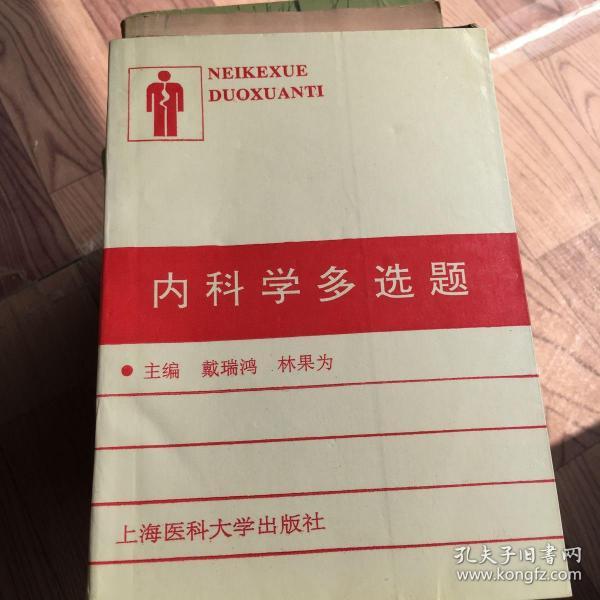 NEIKEXUE
DUOXUANTI
内科学多选题
●主编 戴瑞鸿 林果为
上海医科大学出版社
孔夫子旧书网
www.kongfz.com